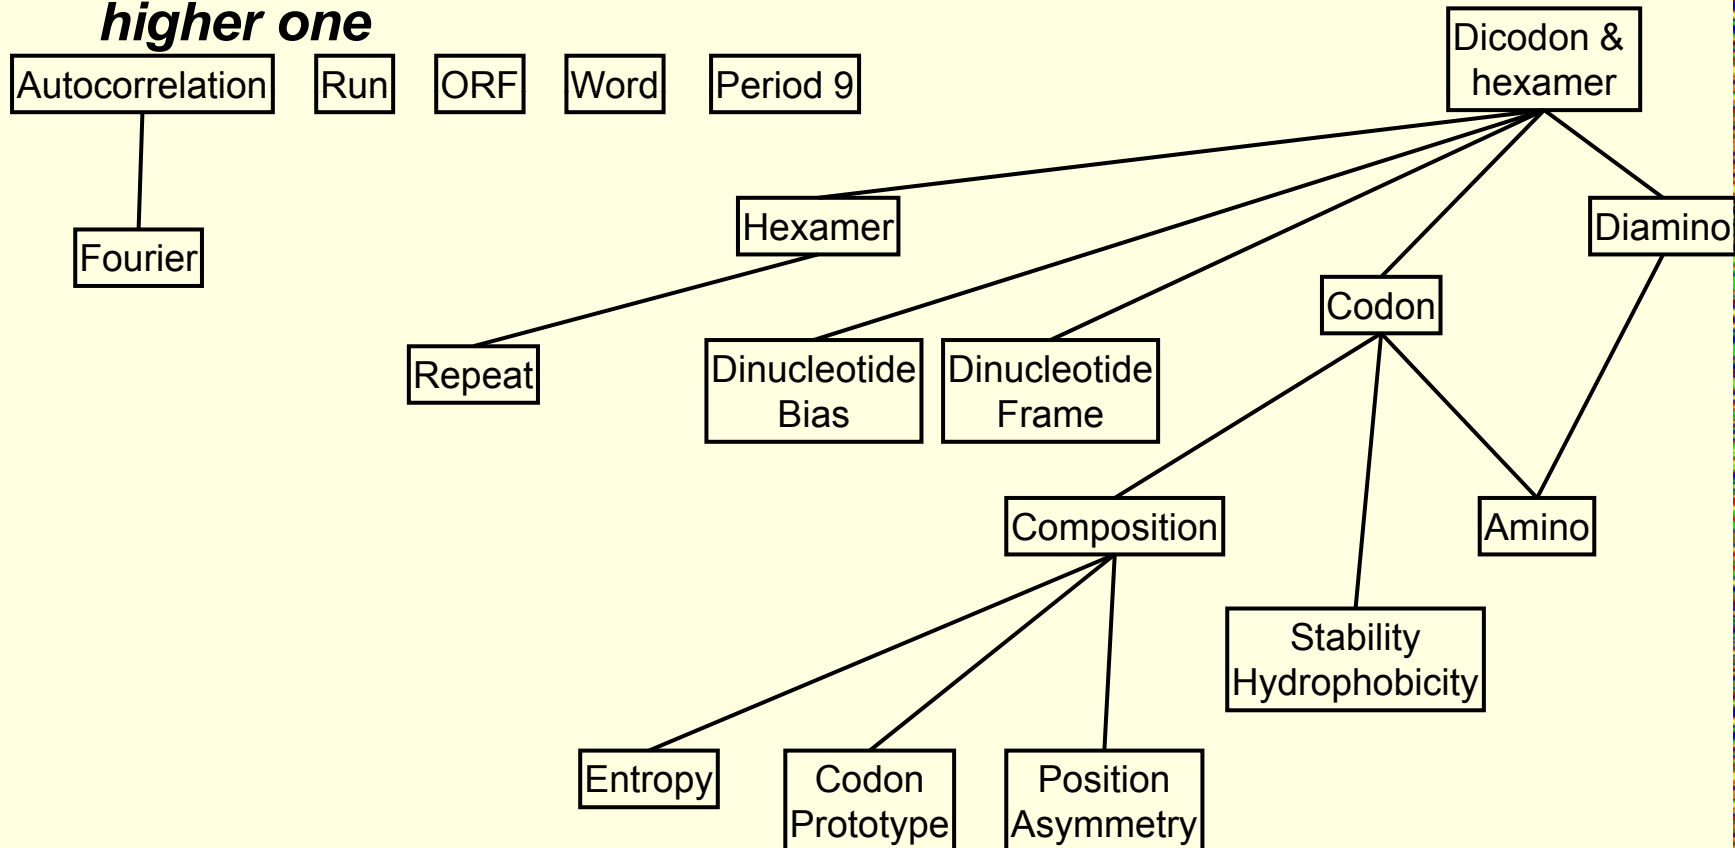 higher one
Autocorrelation
Run
ORF
Word
Period 9
Dicodon &
hexamer
Fourier
Hexamer
Diamino
Codon
Repeat
Dinucleotide
Bias
Dinucleotide
Frame
Composition
Amino
Stability
Hydrophobicity
Entropy
Codon
Prototype
Position
Asymmetry